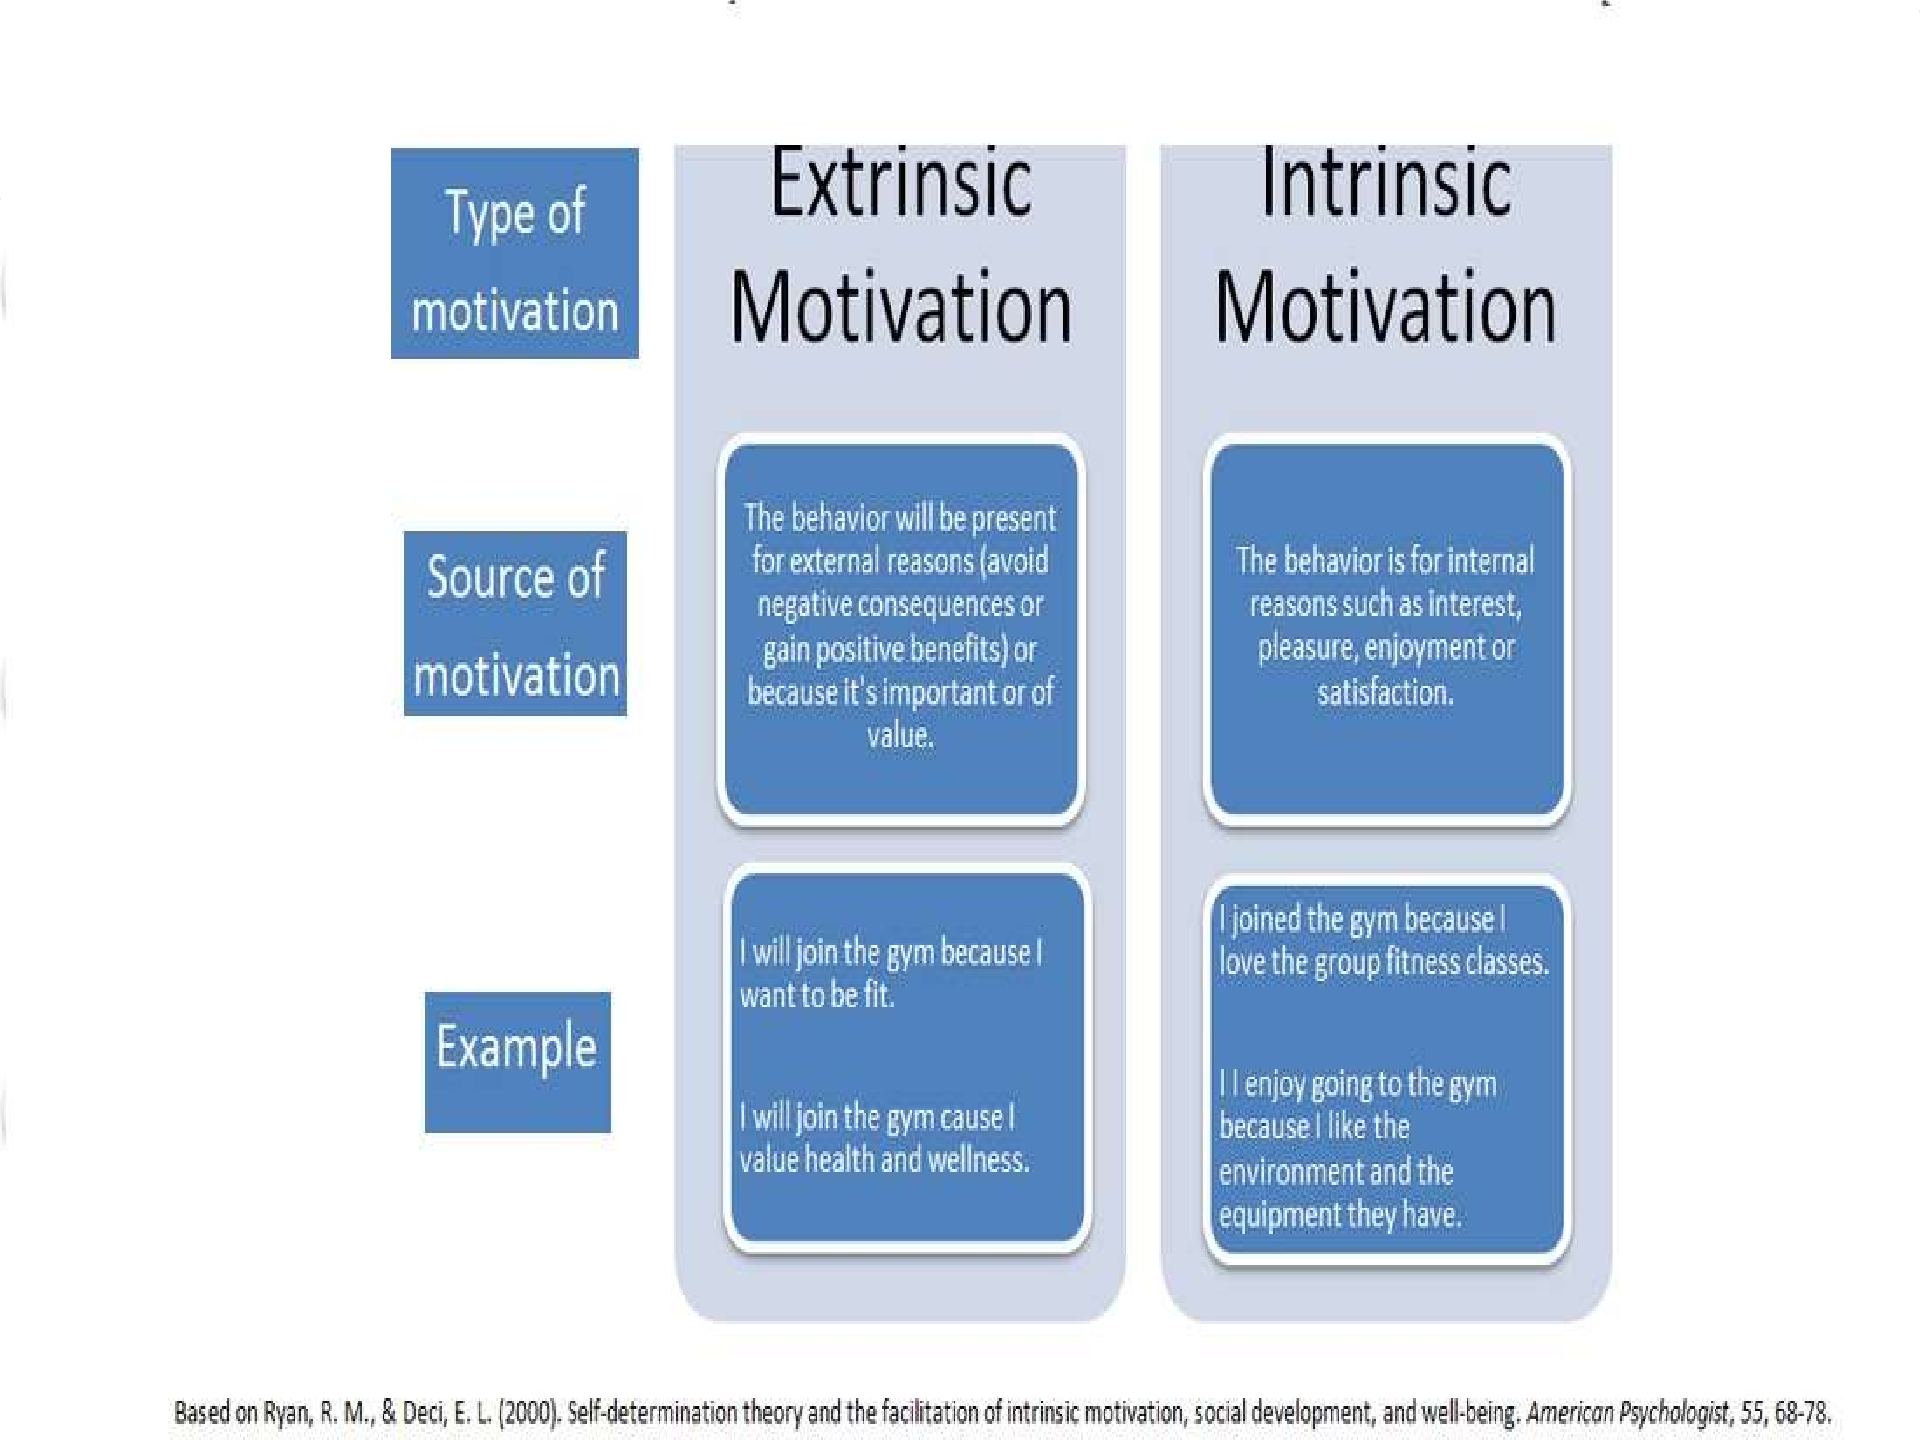 Type of
motivation
Extrinsic
Motivation
Intrinsic
Motivation
Source of
motivation
The behavior will be present
for external reasons (avoid
negative consequences or
gain positive benefits) or
because it's important or of
value.
The behavior is for internal
reasons such as interest,
pleasure, enjoyment or
satisfaction.
Example
I will join the gym because I
want to be fit.
I will join the gym cause I
value health and wellness.
I joined the gym because I
love the group fitness classes.
I I enjoy going to the gym
because I like the
environment and the
equipment they have.
Based on Ryan, R. M., & Deci, E. L. (2000). Self-determination theory and the facilitation of intrinsic motivation, social development, and well-being. American Psychologist, 55, 68-78.